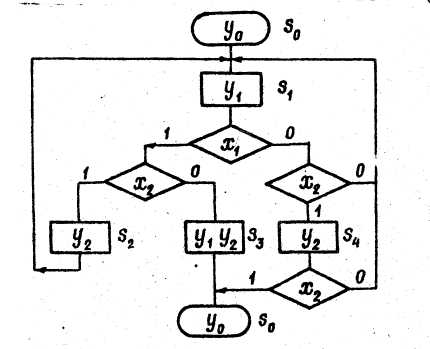 y₀ S₀
y₁ S₁
1 x₁ 0
1 x₂ 0 x₂ 0
1
y₂ S₂ y₁ y₂ S₃ y₂ S₄
1 x₂ 0
y₀ S₀